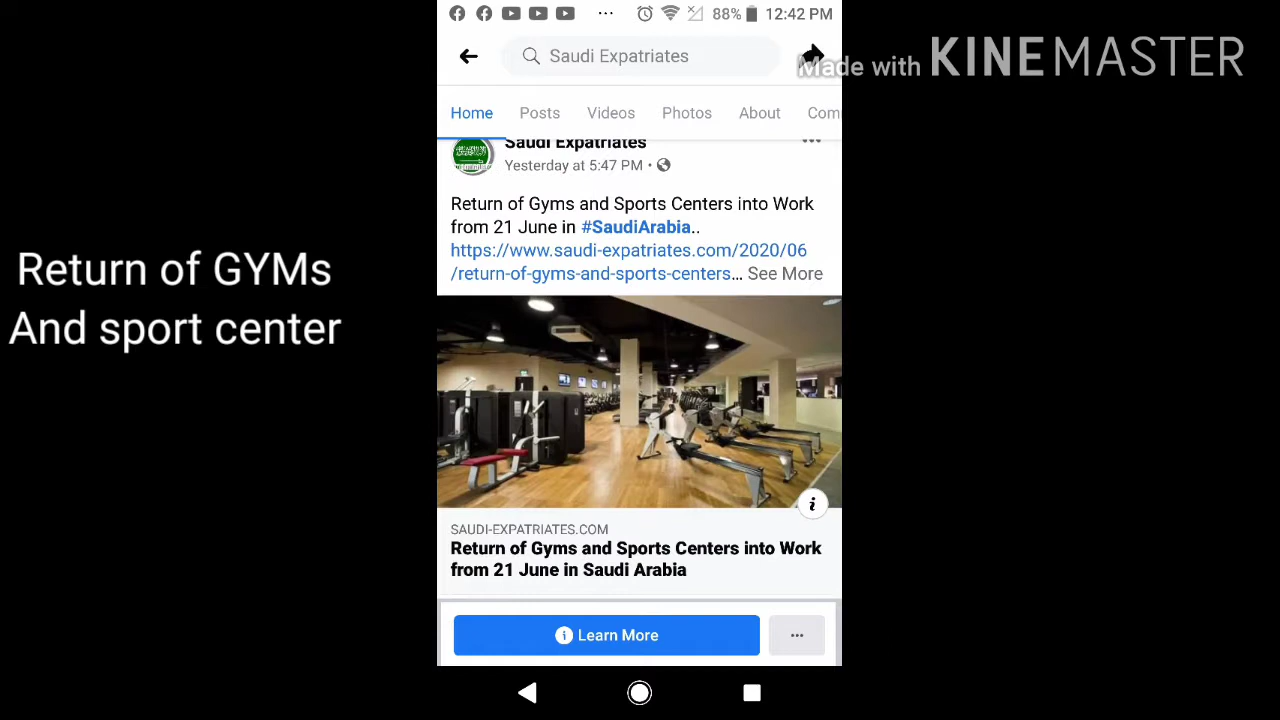 88% 12:42 PM
Saudi Expatriates
Made with KINEMASTER
Home Posts Videos Photos About Com
Saudi Expatriates
Yesterday at 5:47 PM •
Return of Gyms and Sports Centers into Work
from 21 June in #SaudiArabia..
https://www.saudi-expatriates.com/2020/06
/return-of-gyms-and-sports-centers... See More
Return of GYMs
And sport center
SAUDI-EXPATRIATES.COM
Return of Gyms and Sports Centers into Work
from 21 June in Saudi Arabia
Learn More